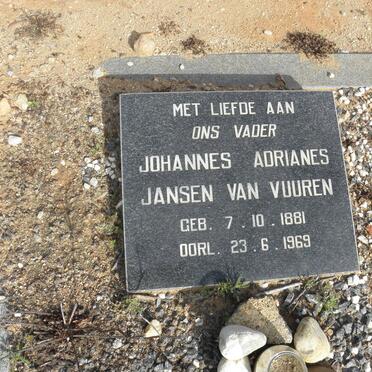 MET LIEFDE AAN
ONS VADER
JOHANNES ADRIANES
JANSEN VAN VUUREN
GEB. 7.10.1881
OORL. 23.6.1969